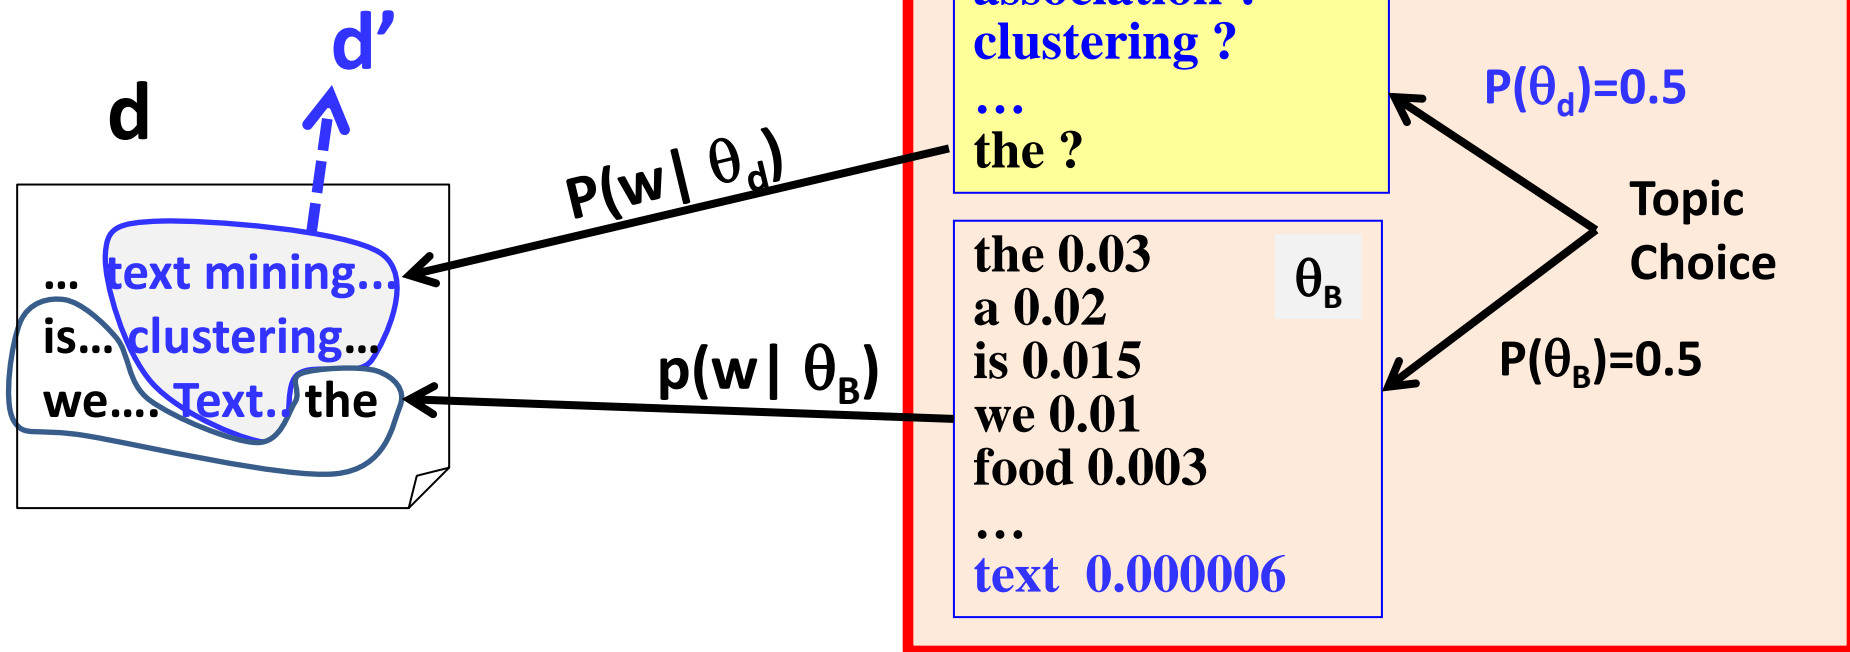 d'
d
… text mining...
is… clustering…
we…. Text.. the
P(w| θd)
p(w| θB)
association ?
clustering ?
…
the ?
the 0.03
a 0.02
is 0.015
we 0.01
food 0.003
…
text 0.000006
θB
P(θd)=0.5
Topic
Choice
P(θB)=0.5